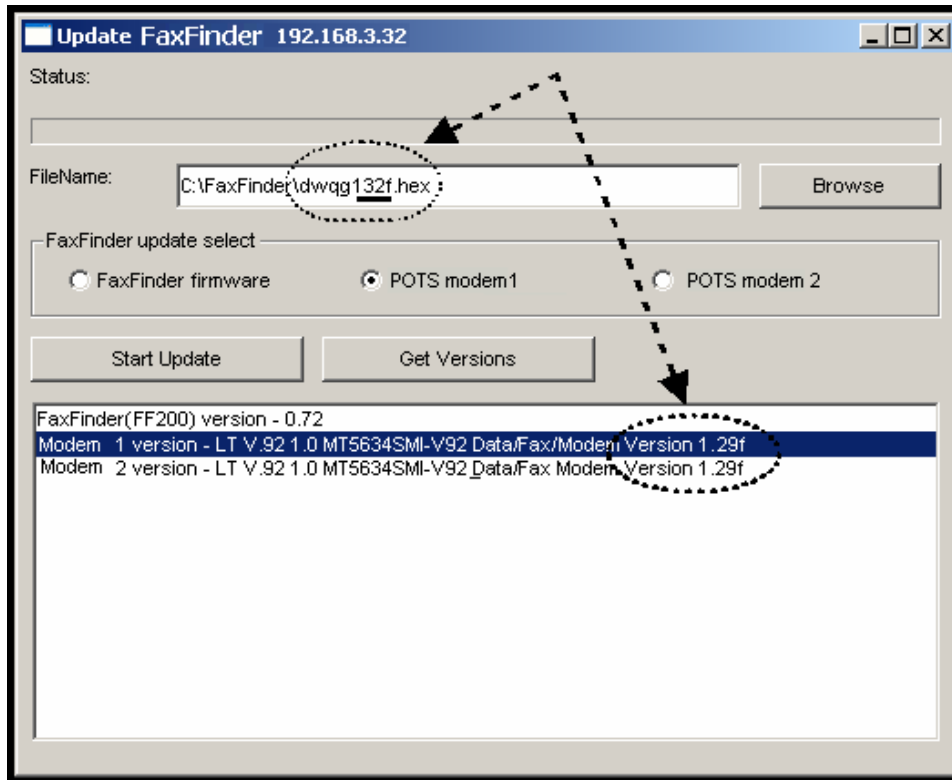 Update FaxFinder 192.168.3.32
Status:
FileName:
C:\FaxFinder\dwqg132f.hex
Browse
FaxFinder update select
FaxFinder firmware
POTS modem1
POTS modem 2
Start Update
Get Versions
FaxFinder(FF200) version - 0.72
Modem 1 version - LT V.92 1.0 MT5634SMI-V92 Data/Fax/Modem Version 1.29f
Modem 2 version - LT V.92 1.0 MT5634SMI-V92 Data/Fax Modem Version 1.29f